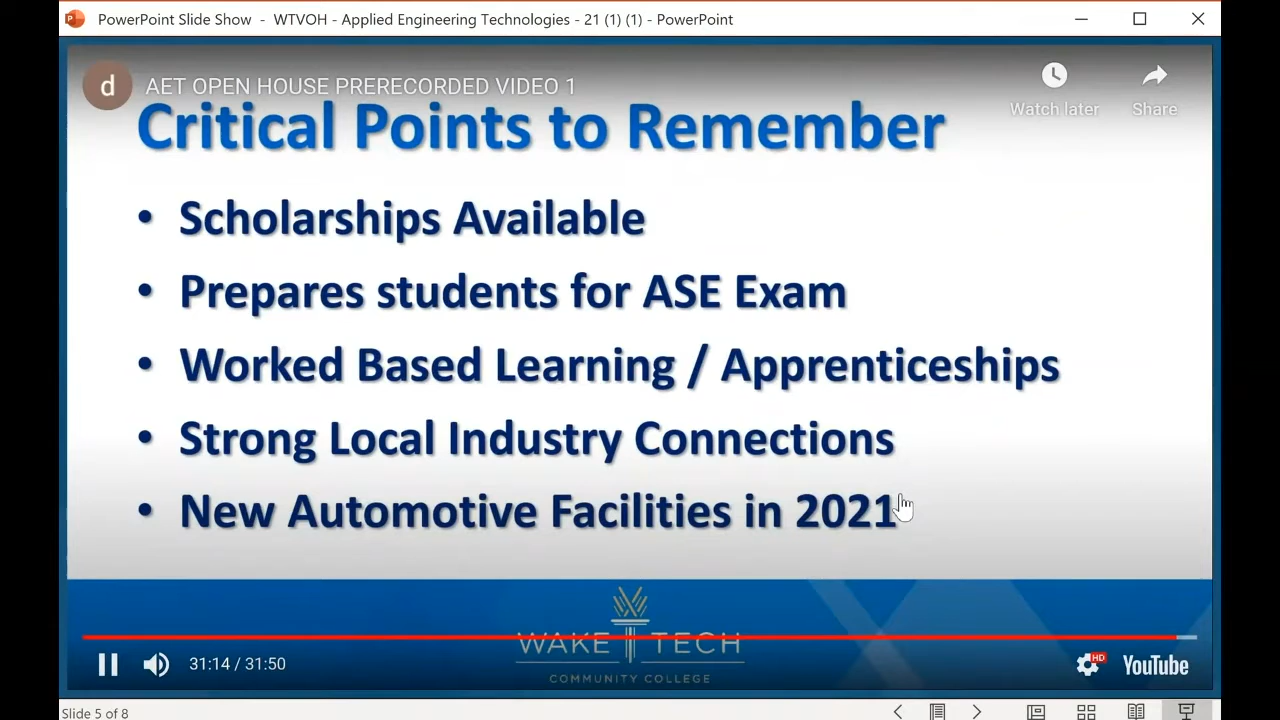 PowerPoint Slide Show - WTVOH - Applied Engineering Technologies - 21 (1) (1) - PowerPoint
d
AET OPEN HOUSE PRERECORDED VIDEO 1
Watch later
Share
Critical Points to Remember
• Scholarships Available
• Prepares students for ASE Exam
• Worked Based Learning / Apprenticeships
• Strong Local Industry Connections
• New Automotive Facilities in 2021
WAKE TECH
COMMUNITY COLLEGE
31:14 / 31:50
HD
YouTube
Slide 5 of 8